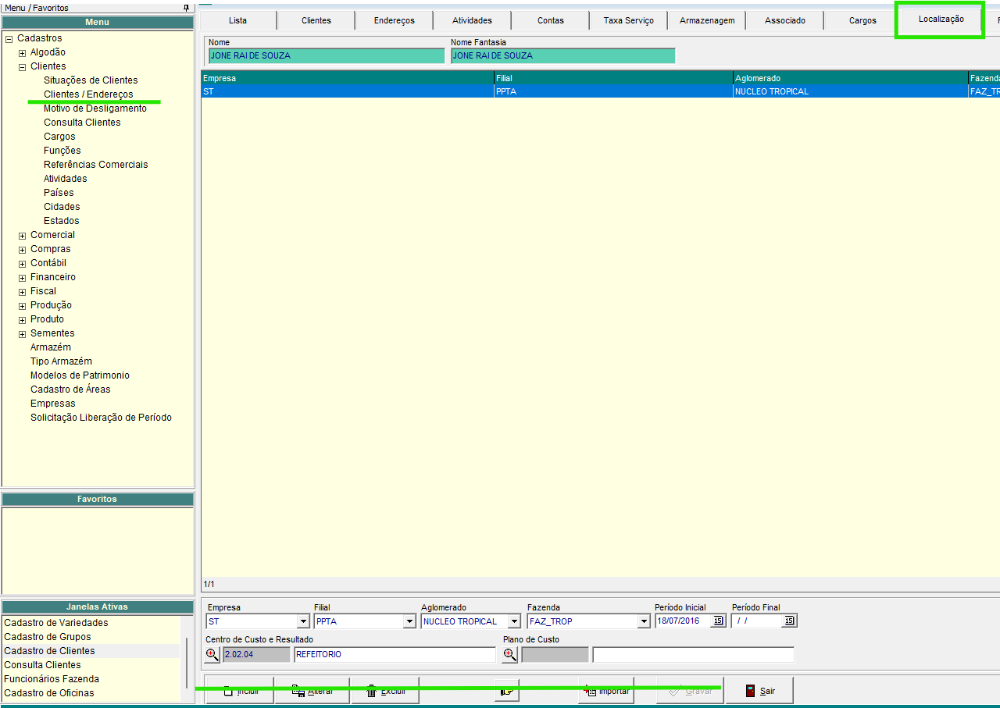 Menu / Favoritos
Menu
Cadastros
Algodão
Clientes
Situações de Clientes
Clientes / Endereços
Motivo de Desligamento
Consulta Clientes
Cargos
Funções
Referências Comerciais
Atividades
Países
Cidades
Estados
Comercial
Compras
Contábil
Financeiro
Fiscal
Produção
Produto
Sementes
Armazém
Tipo Armazém
Modelos de Patrimonio
Cadastro de Áreas
Empresas
Solicitação Liberação de Período
Favoritos
Janelas Ativas
Cadastro de Variedades
Cadastro de Grupos
Cadastro de Clientes
Consulta Clientes
Funcionários Fazenda
Cadastro de Oficinas
Lista Clientes Endereços Atividades Contas Taxa Serviço Armazenagem Associado Cargos Localização
Nome Nome Fantasia
JONE RAI DE SOUZA JONE RAI DE SOUZA
Empresa Filial Aglomerado Fazenda
ST PPTA NUCLEO TROPICAL FAZ_TR
1/1
Empresa Filial Aglomerado Fazenda Período Inicial Período Final
ST PPTA NUCLEO TROPICAL FAZ_TROP 18/07/2016 15 / / 15
Centro de Custo e Resultado Plano de Custo
2.02.04 REFEITORIO
Incluir Alterar Excluir Importar Gravar Sair